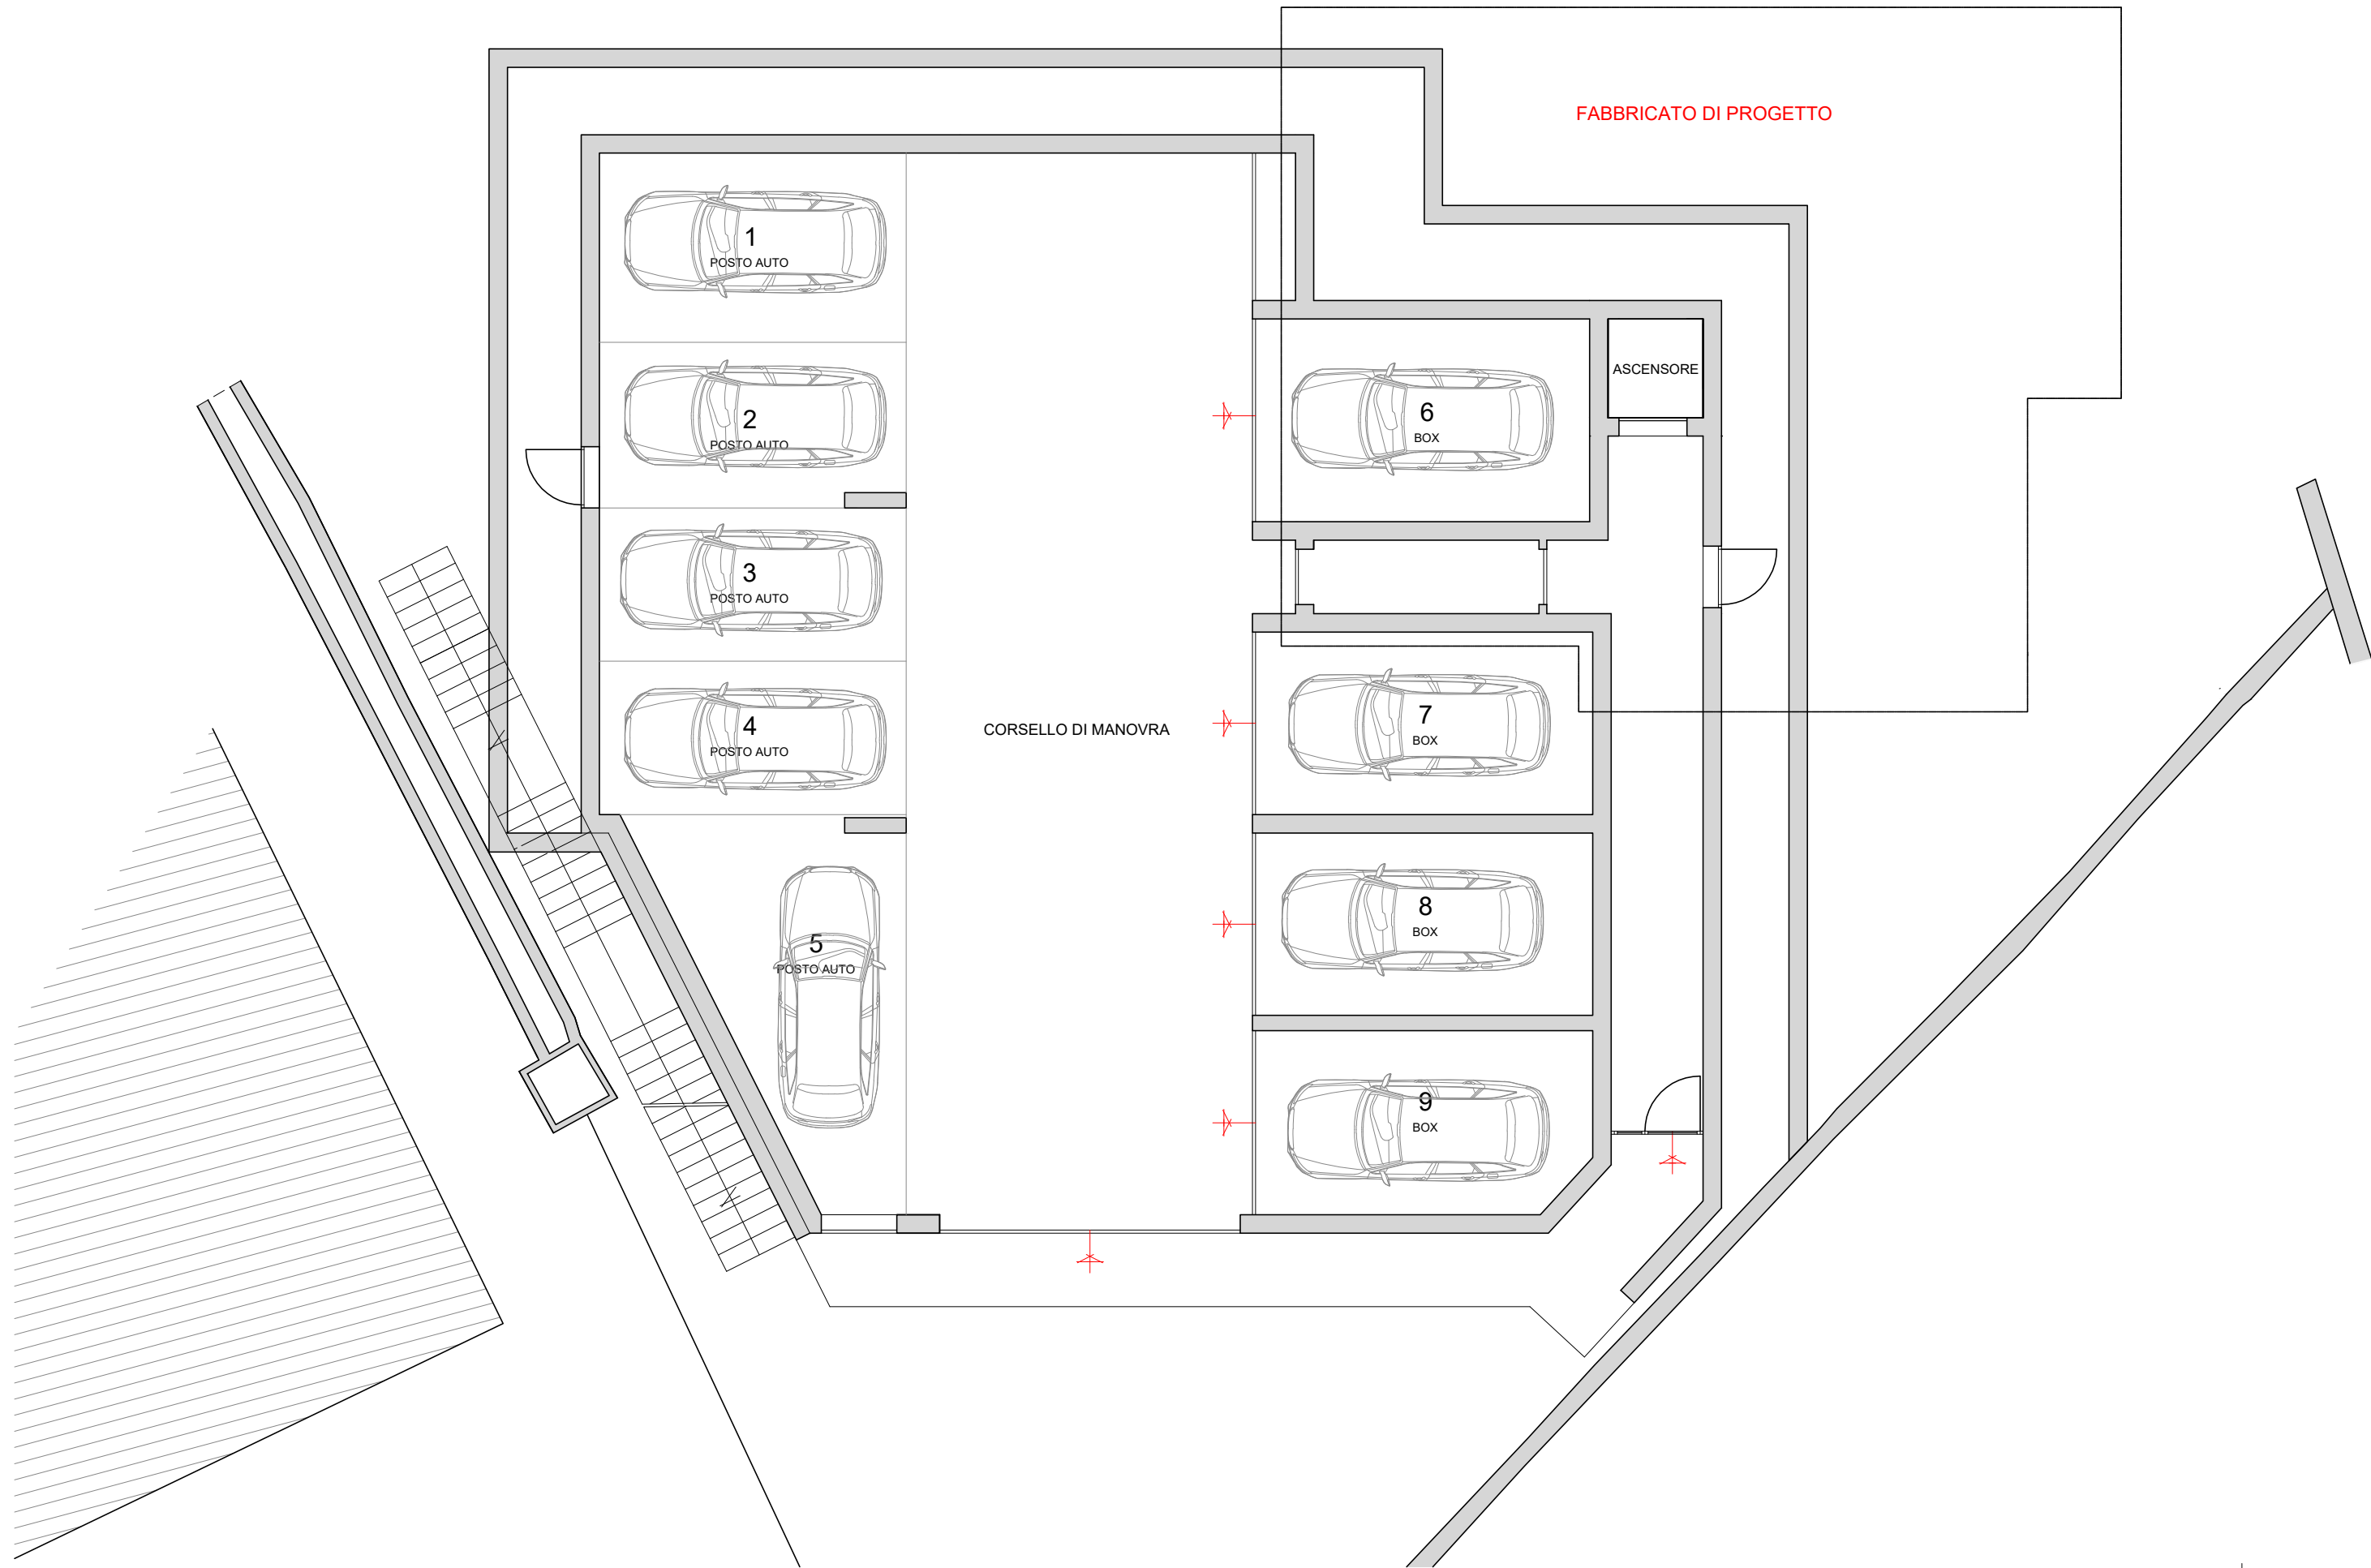 FABBRICATO DI PROGETTO
1
POSTO AUTO
2
POSTO AUTO
3
POSTO AUTO
4
POSTO AUTO
5
POSTO AUTO
CORSELLO DI MANOVRA
6
BOX
ASCENSORE
7
BOX
8
BOX
9
BOX